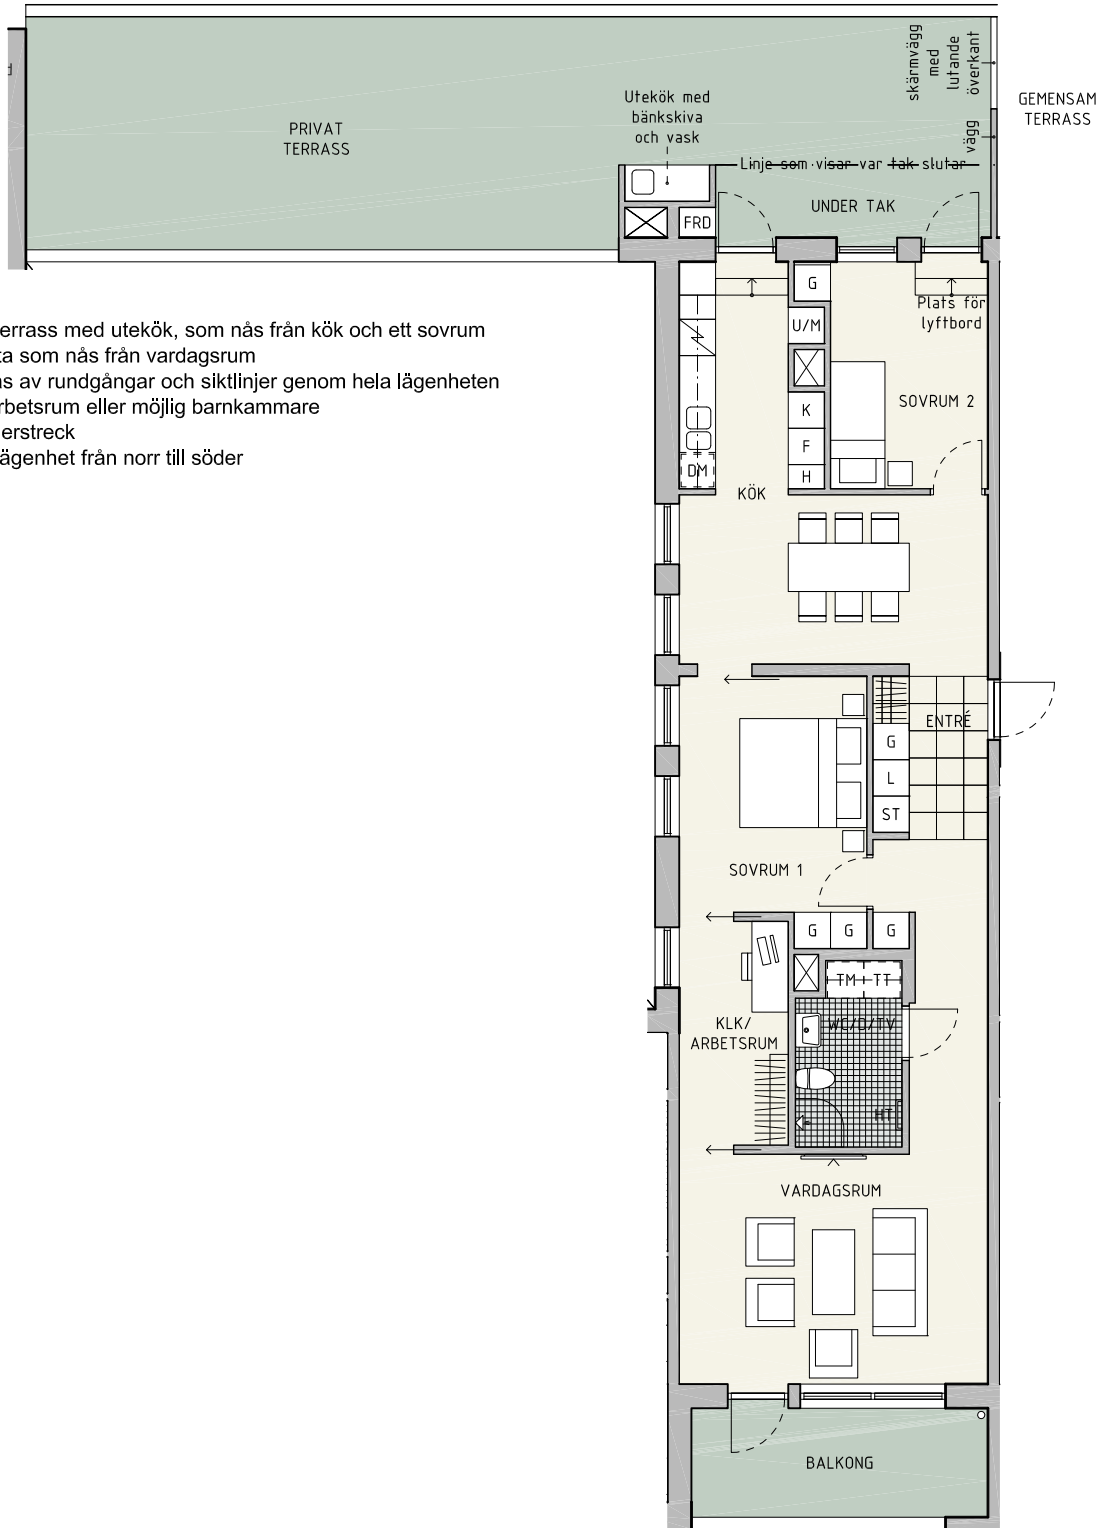 skärmvägg
med
lutande
överkant
GEMENSAM
TERRASS
Utekök med
bänkskiva
och vask
PRIVAT
TERRASS
vägg
Linje som visar var tak slutar
UNDER TAK
FRD
G
Plats för
lyftbord
U/M
terrass med utekök, som nås från kök och ett sovrum
ta som nås från vardagsrum
ns av rundgångar och siktlinjer genom hela lägenheten
rbetsrum eller möjlig barnkammare
erstreck
lägenhet från norr till söder
SOVRUM 2
K
F
H
DM
KÖK
ENTRÉ
G
L
ST
SOVRUM 1
G
G
G
TM
TT
KLK/
ARBETSRUM
WC/D/TV
HT
VARDAGSRUM
BALKONG